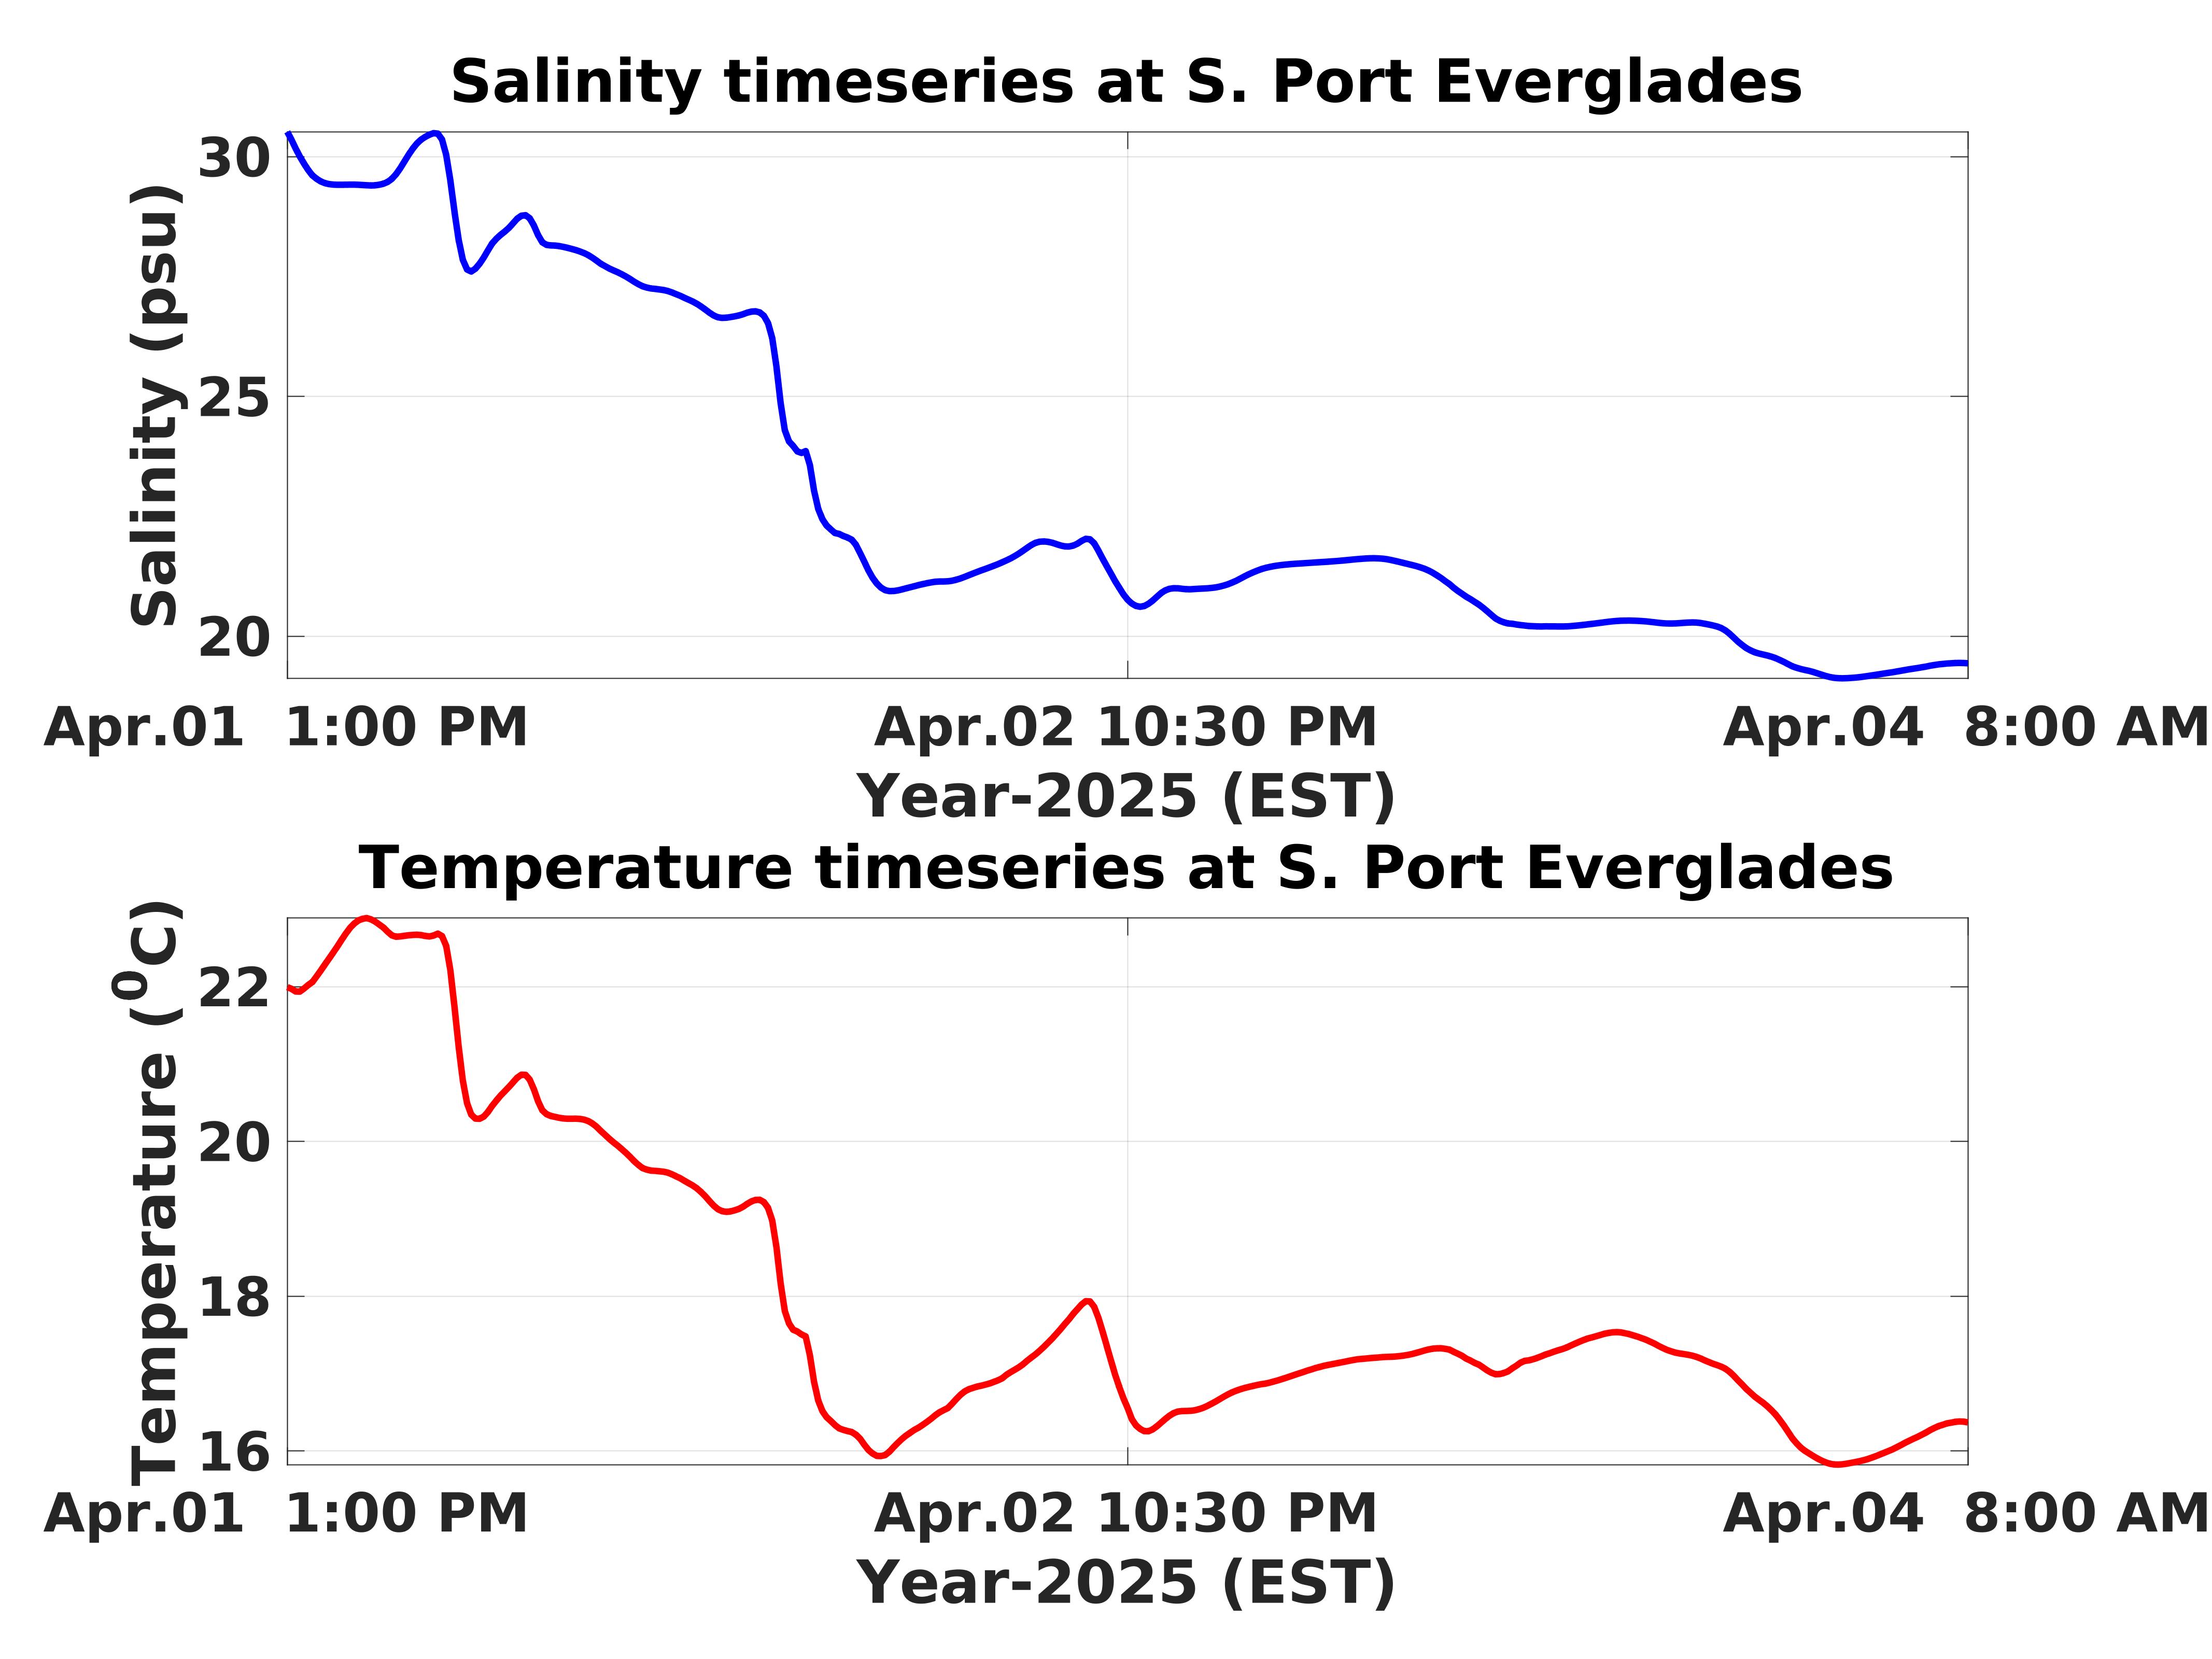 Salinity timeseries at S. Port Everglades
Salinity (psu)
30
25
20
Apr.01  1:00 PM Apr.02 10:30 PM Apr.04  8:00 AM
Year-2025 (EST)
Temperature timeseries at S. Port Everglades
Temperature (⁰C)
22
20
18
16
Apr.01  1:00 PM Apr.02 10:30 PM Apr.04  8:00 AM
Year-2025 (EST)